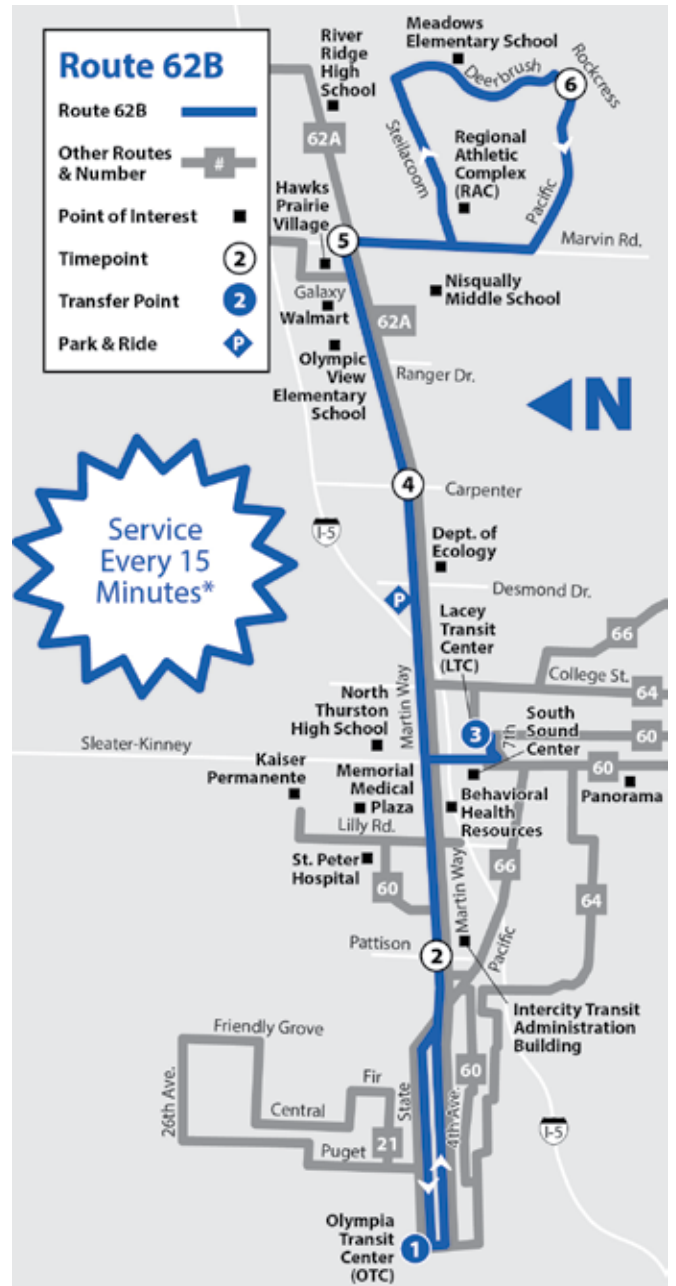 Route 62B
Route 62B
Other Routes
& Number
#
Point of Interest
Timepoint
2
Transfer Point
2
Park & Ride
P
River
Ridge
High
School
62A
Meadows
Elementary School
Deerbrush
Rockcress
6
Steilacoom
Regional
Athletic
Complex
(RAC)
Pacific
Hawks
Prairie
Village
5
Marvin Rd.
Galaxy
Walmart
Nisqually
Middle School
62A
Olympic
View
Elementary
School
Ranger Dr.
N
Service
Every 15
Minutes*
4
Carpenter
I-5
Dept. of
Ecology
Desmond Dr.
P
Lacey
Transit
Center
(LTC)
66
College St.
64
Martin Way
North
Thurston
High School
3
7th
South
Sound
Center
60
Sleater-Kinney
60
Kaiser
Permanente
Memorial
Medical
Plaza
Behavioral
Health
Resources
Panorama
Lilly Rd.
St. Peter
Hospital
60
Martin Way
66
64
Pattison
2
Pacific
Intercity Transit
Administration
Building
Friendly Grove
26th Ave.
Fir
Central
State
60
4th Ave.
21
Puget
I-5
Olympia
Transit
Center
(OTC)
1